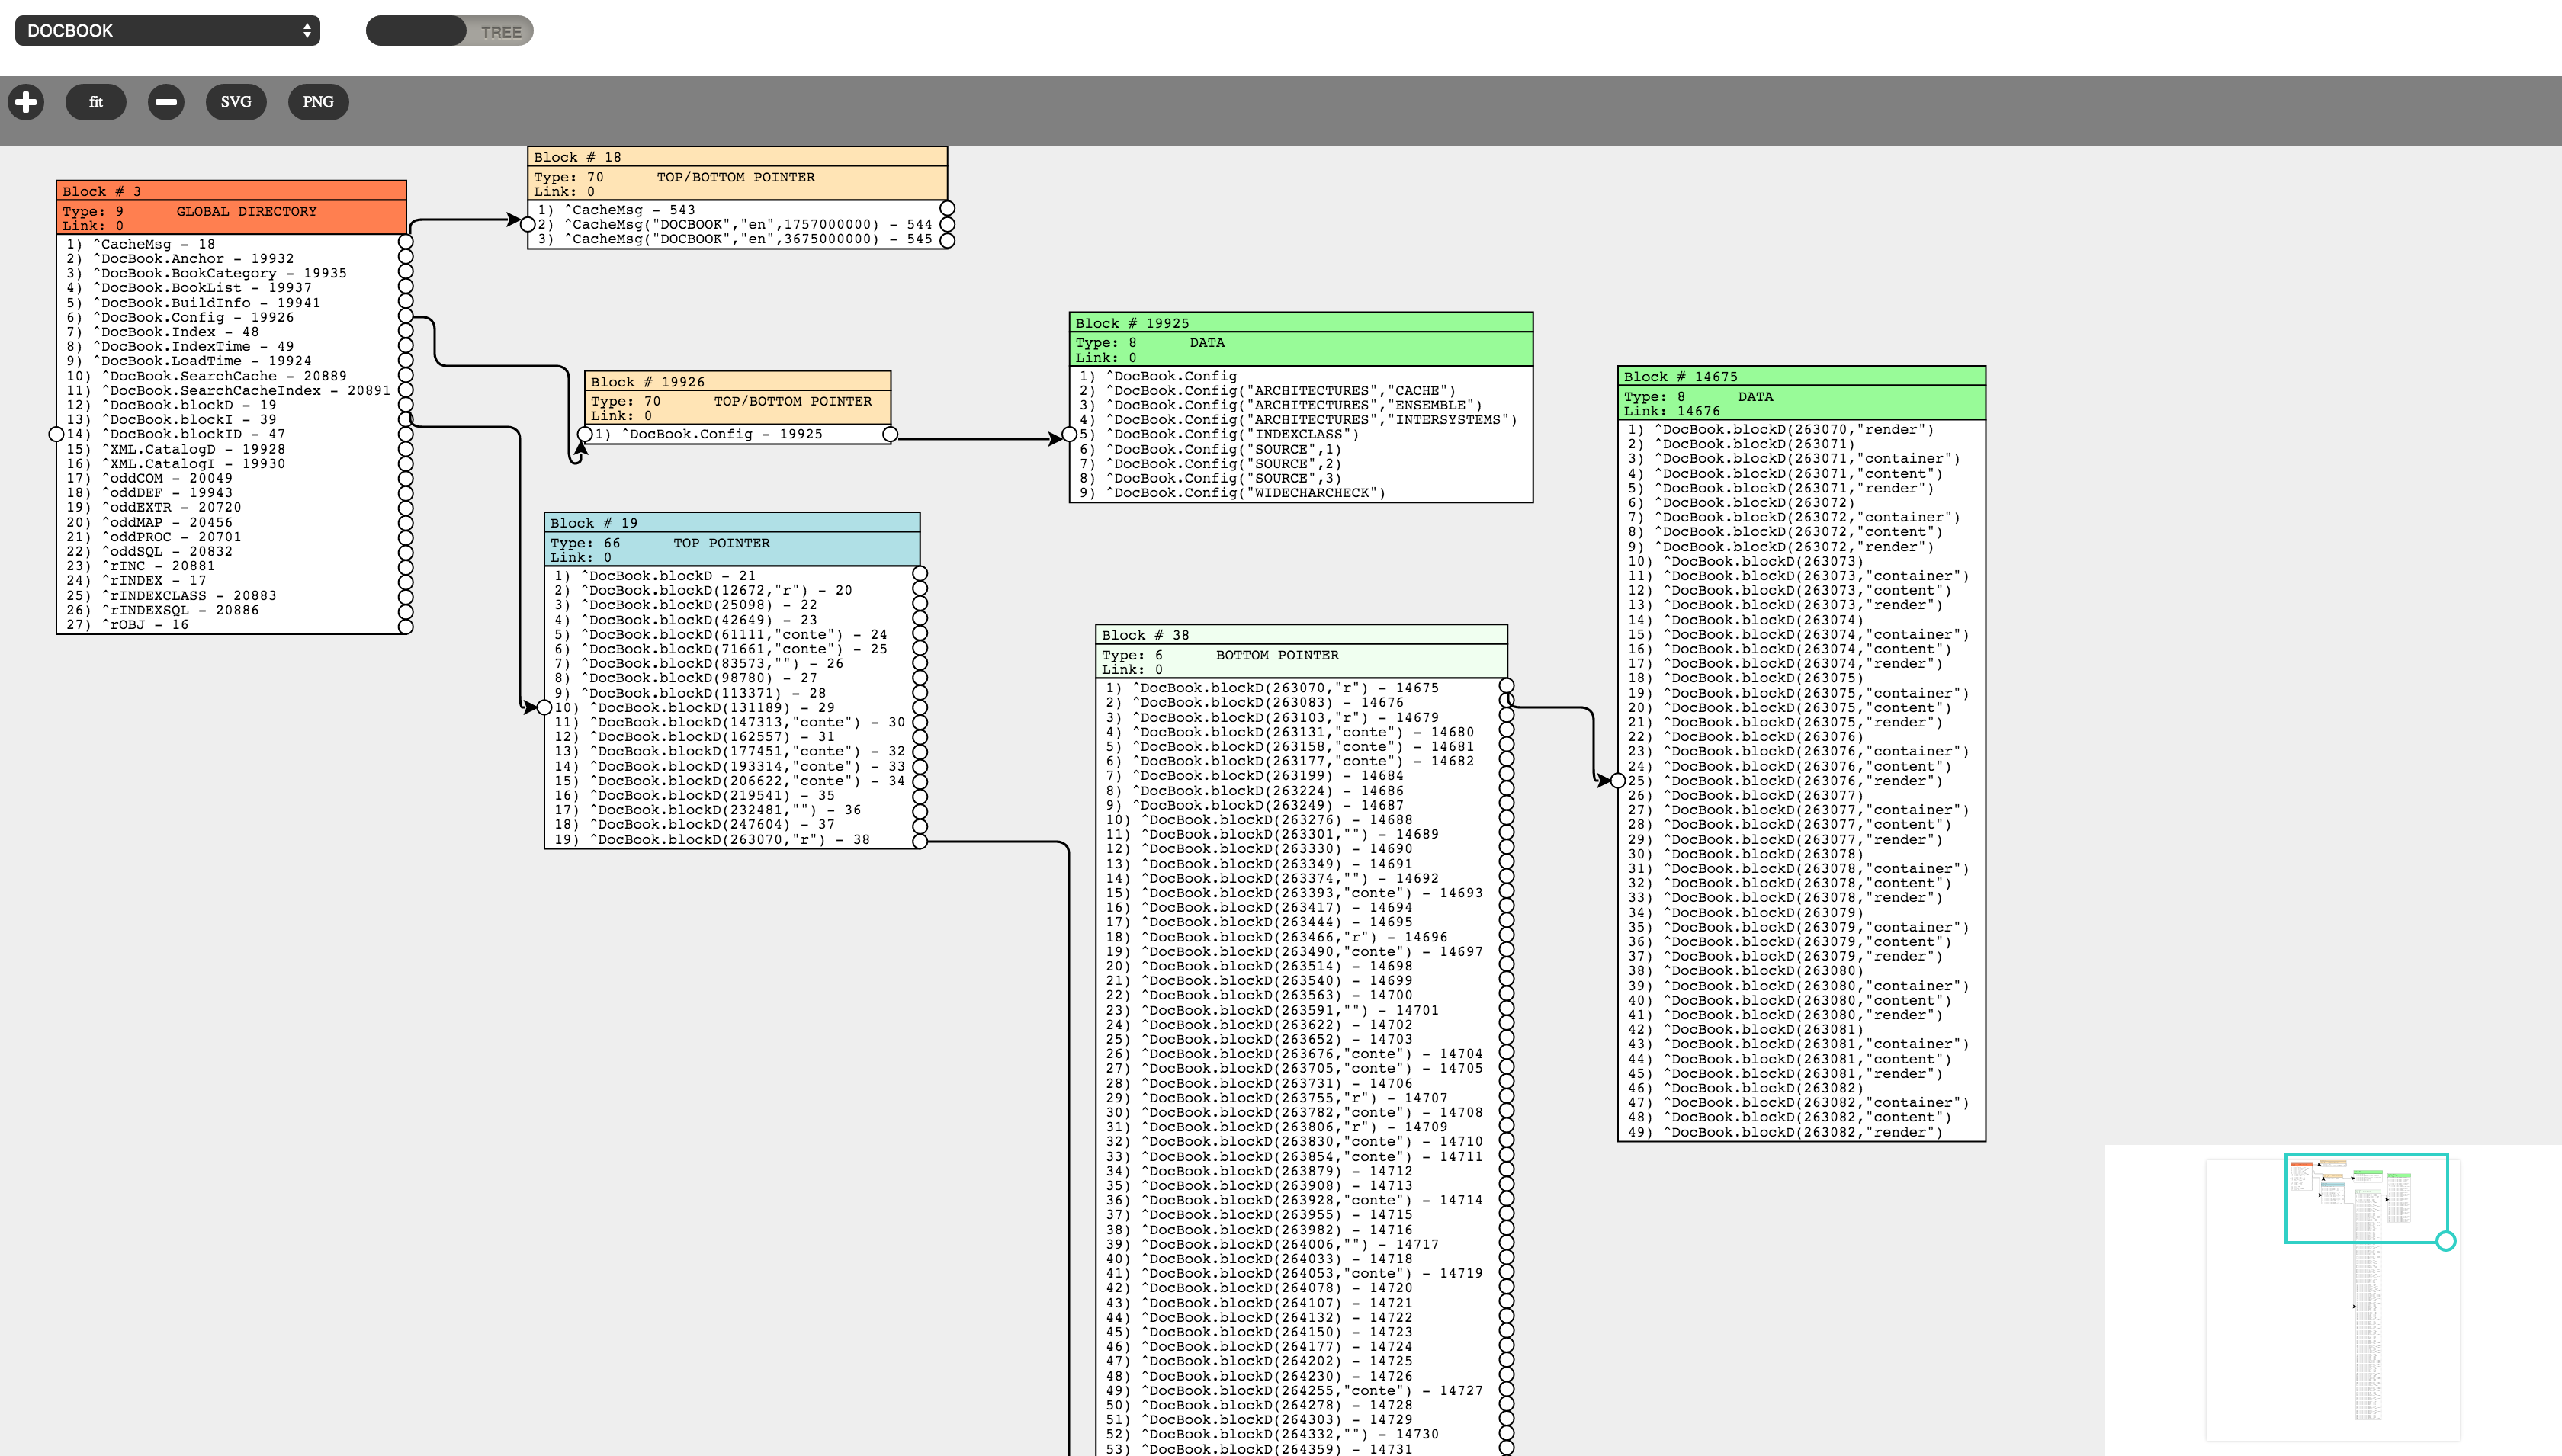 DOCBOOK
TREE
fit
SVG
PNG
Block # 3
Type: 9 GLOBAL DIRECTORY
Link: 0
1) ^CacheMsg - 18
2) ^DocBook.Anchor - 19932
3) ^DocBook.BookCategory - 19935
4) ^DocBook.BookList - 19937
5) ^DocBook.BuildInfo - 19941
6) ^DocBook.Config - 19926
7) ^DocBook.Index - 48
8) ^DocBook.IndexTime - 49
9) ^DocBook.LoadTime - 19924
10) ^DocBook.SearchCache - 20889
11) ^DocBook.SearchCacheIndex - 20891
12) ^DocBook.blockD - 19
13) ^DocBook.blockI - 39
14) ^DocBook.blockID - 47
15) ^XML.CatalogD - 19928
16) ^XML.CatalogI - 19930
17) ^oddCOM - 20049
18) ^oddDEF - 19943
19) ^oddEXTR - 20720
20) ^oddMAP - 20456
21) ^oddPROC - 20701
22) ^oddSQL - 20832
23) ^rINC - 20881
24) ^rINDEX - 17
25) ^rINDEXCLASS - 20883
26) ^rINDEXSQL - 20886
27) ^rOBJ - 16
Block # 18
Type: 70 TOP/BOTTOM POINTER
Link: 0
1) ^CacheMsg - 543
2) ^CacheMsg("DOCBOOK","en",1757000000) - 544
3) ^CacheMsg("DOCBOOK","en",3675000000) - 545
Block # 19926
Type: 70 TOP/BOTTOM POINTER
Link: 0
1) ^DocBook.Config - 19925
Block # 19
Type: 66 TOP POINTER
Link: 0
1) ^DocBook.blockD - 21
2) ^DocBook.blockD(12672,"r") - 20
3) ^DocBook.blockD(25098) - 22
4) ^DocBook.blockD(42649) - 23
5) ^DocBook.blockD(61111,"conte") - 24
6) ^DocBook.blockD(71661,"conte") - 25
7) ^DocBook.blockD(83573,"") - 26
8) ^DocBook.blockD(98780) - 27
9) ^DocBook.blockD(113371) - 28
10) ^DocBook.blockD(131189) - 29
11) ^DocBook.blockD(147313,"conte") - 30
12) ^DocBook.blockD(162557) - 31
13) ^DocBook.blockD(177451,"conte") - 32
14) ^DocBook.blockD(193314,"conte") - 33
15) ^DocBook.blockD(206622,"conte") - 34
16) ^DocBook.blockD(219541) - 35
17) ^DocBook.blockD(232481,"") - 36
18) ^DocBook.blockD(247604) - 37
19) ^DocBook.blockD(263070,"r") - 38
Block # 19925
Type: 8 DATA
Link: 0
1) ^DocBook.Config
2) ^DocBook.Config("ARCHITECTURES","CACHE")
3) ^DocBook.Config("ARCHITECTURES","ENSEMBLE")
4) ^DocBook.Config("ARCHITECTURES","INTERSYSTEMS")
5) ^DocBook.Config("INDEXCLASS")
6) ^DocBook.Config("SOURCE",1)
7) ^DocBook.Config("SOURCE",2)
8) ^DocBook.Config("SOURCE",3)
9) ^DocBook.Config("WIDECHARCHECK")
Block # 38
Type: 6 BOTTOM POINTER
Link: 0
1) ^DocBook.blockD(263070,"r") - 14675
2) ^DocBook.blockD(263083) - 14676
3) ^DocBook.blockD(263103,"r") - 14679
4) ^DocBook.blockD(263131,"conte") - 14680
5) ^DocBook.blockD(263158,"conte") - 14681
6) ^DocBook.blockD(263177,"conte") - 14682
7) ^DocBook.blockD(263199) - 14684
8) ^DocBook.blockD(263224) - 14686
9) ^DocBook.blockD(263249) - 14687
10) ^DocBook.blockD(263276) - 14688
11) ^DocBook.blockD(263301,"") - 14689
12) ^DocBook.blockD(263330) - 14690
13) ^DocBook.blockD(263349) - 14691
14) ^DocBook.blockD(263374,"") - 14692
15) ^DocBook.blockD(263393,"conte") - 14693
16) ^DocBook.blockD(263417) - 14694
17) ^DocBook.blockD(263444) - 14695
18) ^DocBook.blockD(263466,"r") - 14696
19) ^DocBook.blockD(263490,"conte") - 14697
20) ^DocBook.blockD(263514) - 14698
21) ^DocBook.blockD(263540) - 14699
22) ^DocBook.blockD(263563) - 14700
23) ^DocBook.blockD(263591,"") - 14701
24) ^DocBook.blockD(263622) - 14702
25) ^DocBook.blockD(263652) - 14703
26) ^DocBook.blockD(263676,"conte") - 14704
27) ^DocBook.blockD(263705,"conte") - 14705
28) ^DocBook.blockD(263731) - 14706
29) ^DocBook.blockD(263755,"r") - 14707
30) ^DocBook.blockD(263782,"conte") - 14708
31) ^DocBook.blockD(263806,"r") - 14709
32) ^DocBook.blockD(263830,"conte") - 14710
33) ^DocBook.blockD(263854,"conte") - 14711
34) ^DocBook.blockD(263879) - 14712
35) ^DocBook.blockD(263908) - 14713
36) ^DocBook.blockD(263928,"conte") - 14714
37) ^DocBook.blockD(263955) - 14715
38) ^DocBook.blockD(263982) - 14716
39) ^DocBook.blockD(264006,"") - 14717
40) ^DocBook.blockD(264033) - 14718
41) ^DocBook.blockD(264053,"conte") - 14719
42) ^DocBook.blockD(264078) - 14720
43) ^DocBook.blockD(264107) - 14721
44) ^DocBook.blockD(264132) - 14722
45) ^DocBook.blockD(264150) - 14723
46) ^DocBook.blockD(264177) - 14724
47) ^DocBook.blockD(264202) - 14725
48) ^DocBook.blockD(264230) - 14726
49) ^DocBook.blockD(264255,"conte") - 14727
50) ^DocBook.blockD(264278) - 14728
51) ^DocBook.blockD(264303) - 14729
52) ^DocBook.blockD(264332,"") - 14730
53) ^DocBook.blockD(264359) - 14731
Block # 14675
Type: 8 DATA
Link: 14676
1) ^DocBook.blockD(263070,"render")
2) ^DocBook.blockD(263071)
3) ^DocBook.blockD(263071,"container")
4) ^DocBook.blockD(263071,"content")
5) ^DocBook.blockD(263071,"render")
6) ^DocBook.blockD(263072)
7) ^DocBook.blockD(263072,"container")
8) ^DocBook.blockD(263072,"content")
9) ^DocBook.blockD(263072,"render")
10) ^DocBook.blockD(263073)
11) ^DocBook.blockD(263073,"container")
12) ^DocBook.blockD(263073,"content")
13) ^DocBook.blockD(263073,"render")
14) ^DocBook.blockD(263074)
15) ^DocBook.blockD(263074,"container")
16) ^DocBook.blockD(263074,"content")
17) ^DocBook.blockD(263074,"render")
18) ^DocBook.blockD(263075)
19) ^DocBook.blockD(263075,"container")
20) ^DocBook.blockD(263075,"content")
21) ^DocBook.blockD(263075,"render")
22) ^DocBook.blockD(263076)
23) ^DocBook.blockD(263076,"container")
24) ^DocBook.blockD(263076,"content")
25) ^DocBook.blockD(263076,"render")
26) ^DocBook.blockD(263077)
27) ^DocBook.blockD(263077,"container")
28) ^DocBook.blockD(263077,"content")
29) ^DocBook.blockD(263077,"render")
30) ^DocBook.blockD(263078)
31) ^DocBook.blockD(263078,"container")
32) ^DocBook.blockD(263078,"content")
33) ^DocBook.blockD(263078,"render")
34) ^DocBook.blockD(263079)
35) ^DocBook.blockD(263079,"container")
36) ^DocBook.blockD(263079,"content")
37) ^DocBook.blockD(263079,"render")
38) ^DocBook.blockD(263080)
39) ^DocBook.blockD(263080,"container")
40) ^DocBook.blockD(263080,"content")
41) ^DocBook.blockD(263080,"render")
42) ^DocBook.blockD(263081)
43) ^DocBook.blockD(263081,"container")
44) ^DocBook.blockD(263081,"content")
45) ^DocBook.blockD(263081,"render")
46) ^DocBook.blockD(263082)
47) ^DocBook.blockD(263082,"container")
48) ^DocBook.blockD(263082,"content")
49) ^DocBook.blockD(263082,"render")